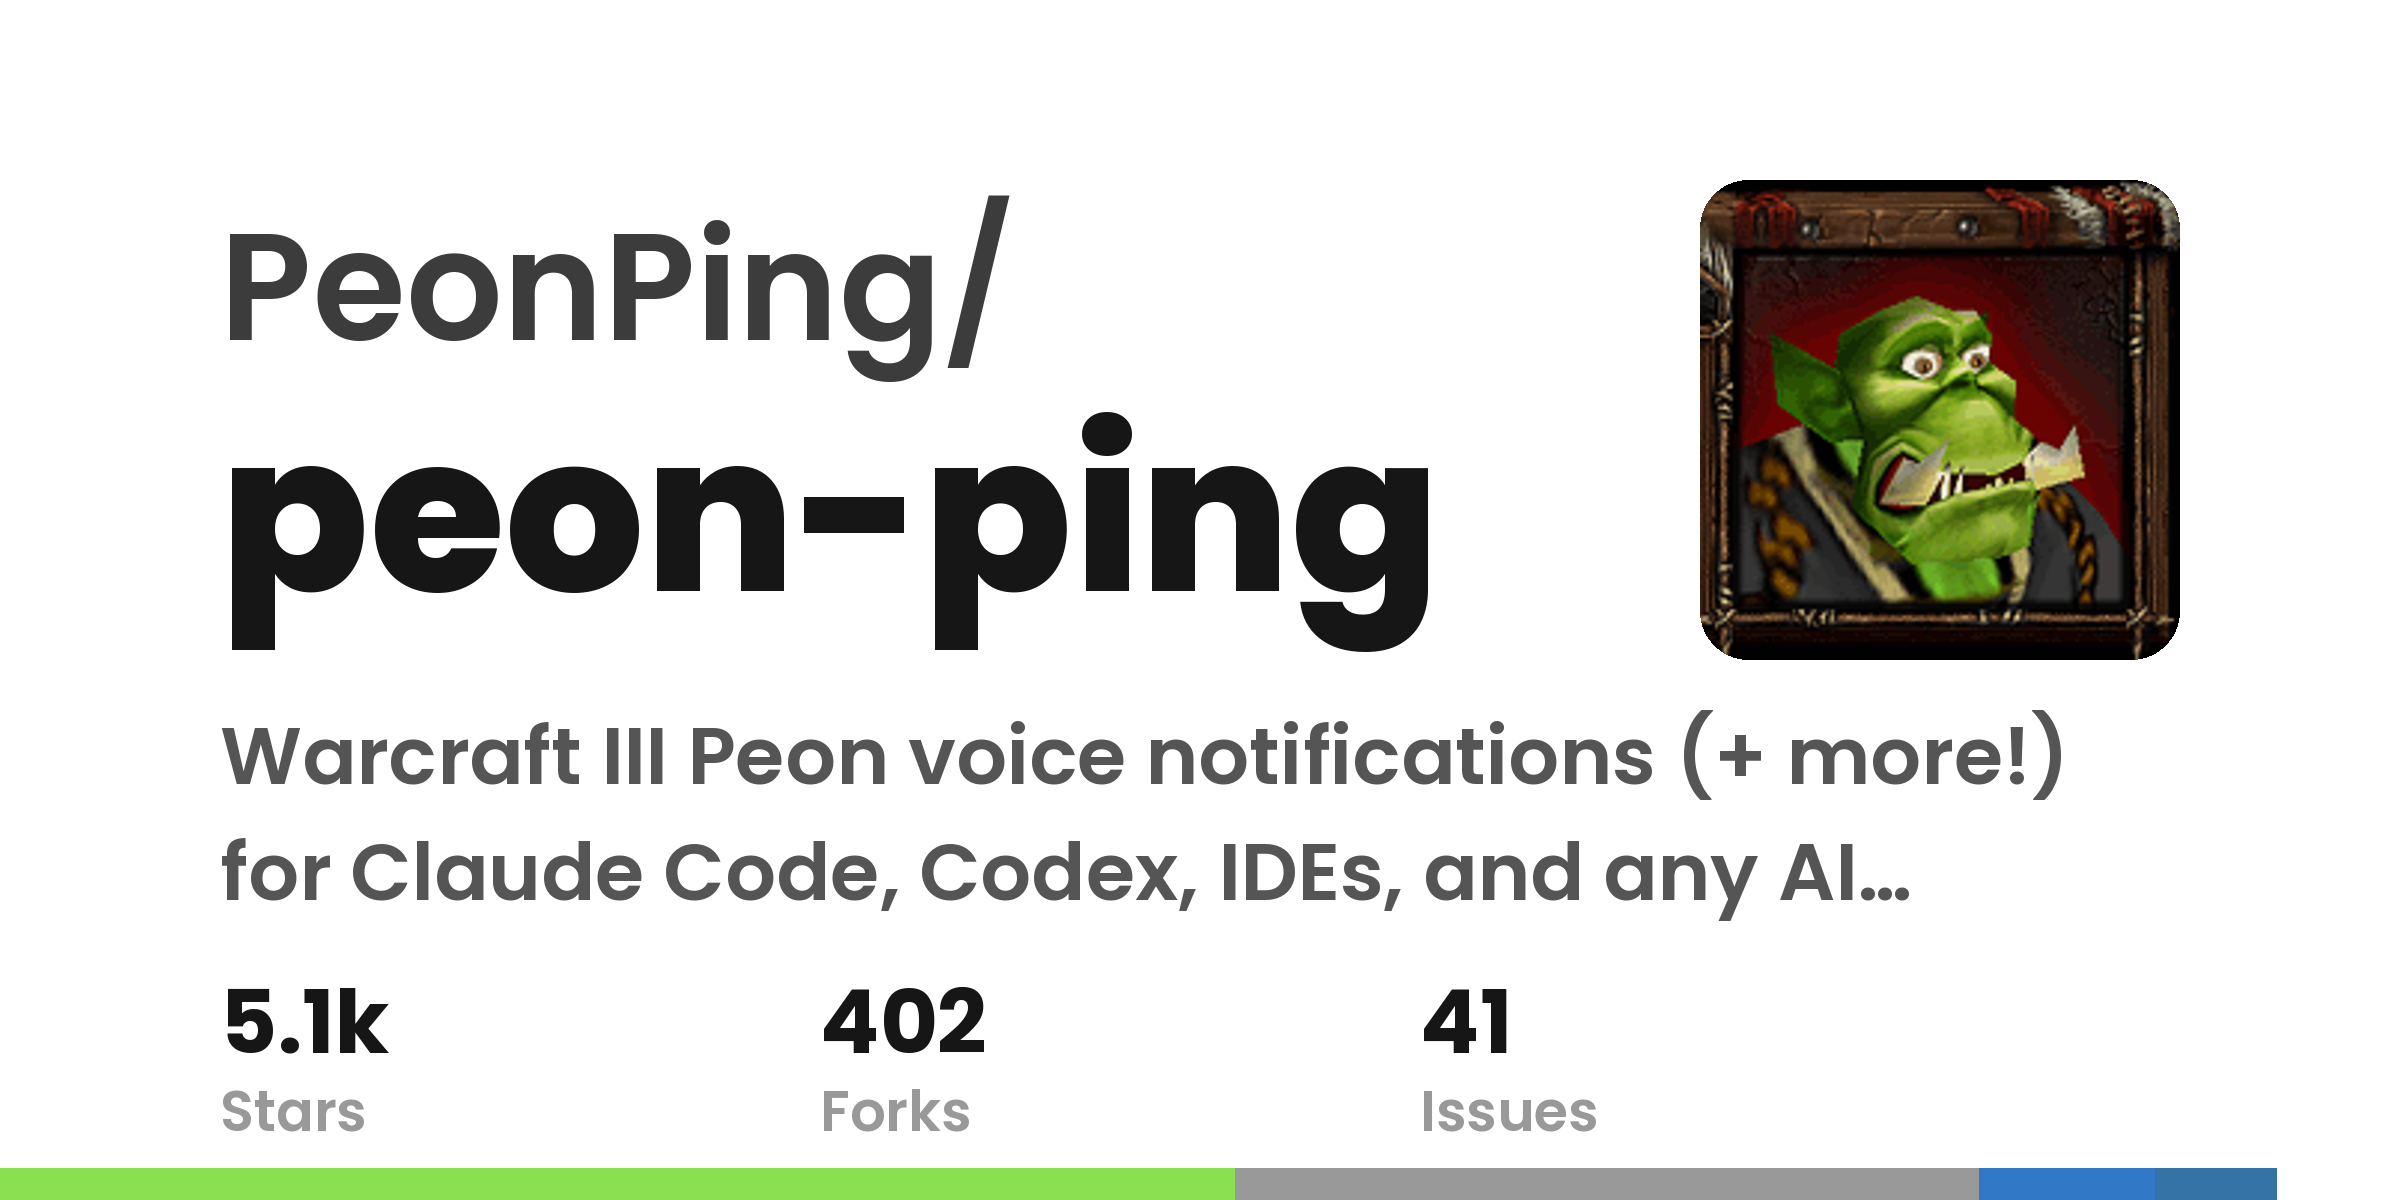 PeonPing/
peon-ping
Warcraft III Peon voice notifications (+ more!)
for Claude Code, Codex, IDEs, and any AI…
5.1k 402 41
Stars Forks Issues